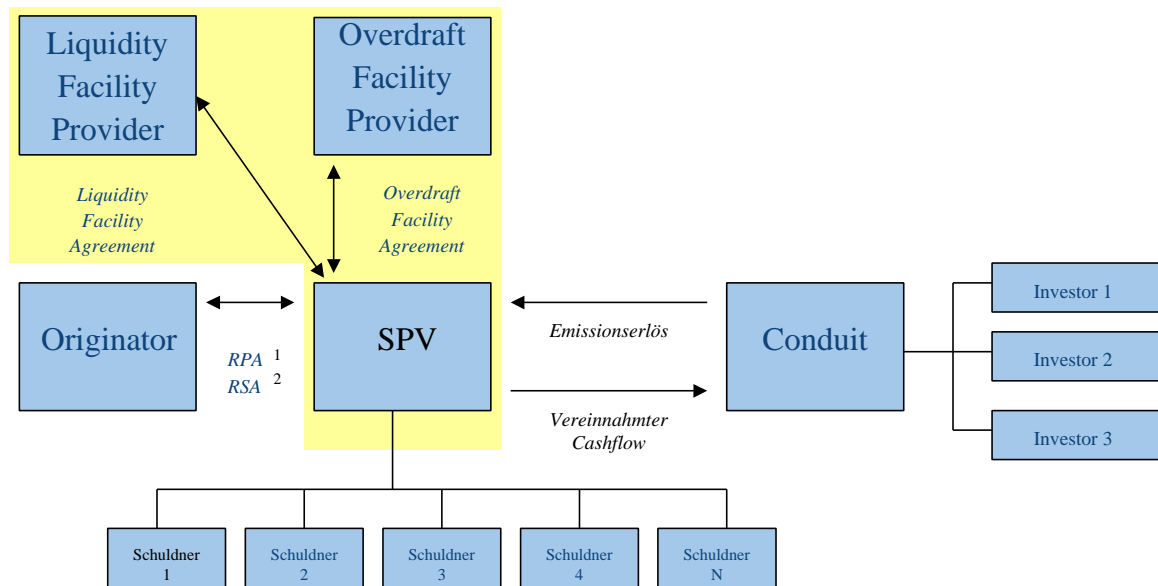 Liquidity
Facility
Provider
Overdraft
Facility
Provider
Liquidity
Facility
Agreement
Overdraft
Facility
Agreement
Originator
RPA 1
RSA 2
SPV
Emissionserlös
Vereinnahmter
Cashflow
Conduit
Investor 1
Investor 2
Investor 3
Schuldner
1
Schuldner
2
Schuldner
3
Schuldner
4
Schuldner
N